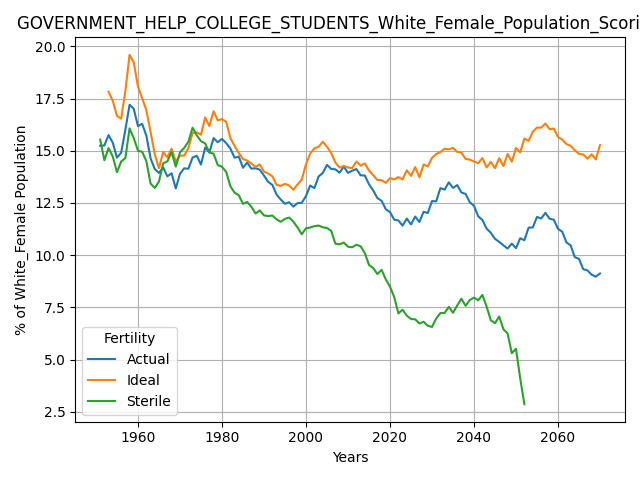 GOVERNMENT_HELP_COLLEGE_STUDENTS_White_Female_Population_Scori
% of White_Female Population
20.0
17.5
15.0
12.5
10.0
7.5
5.0
2.5
Fertility
Actual
Ideal
Sterile
1960 1980 2000 2020 2040 2060
Years